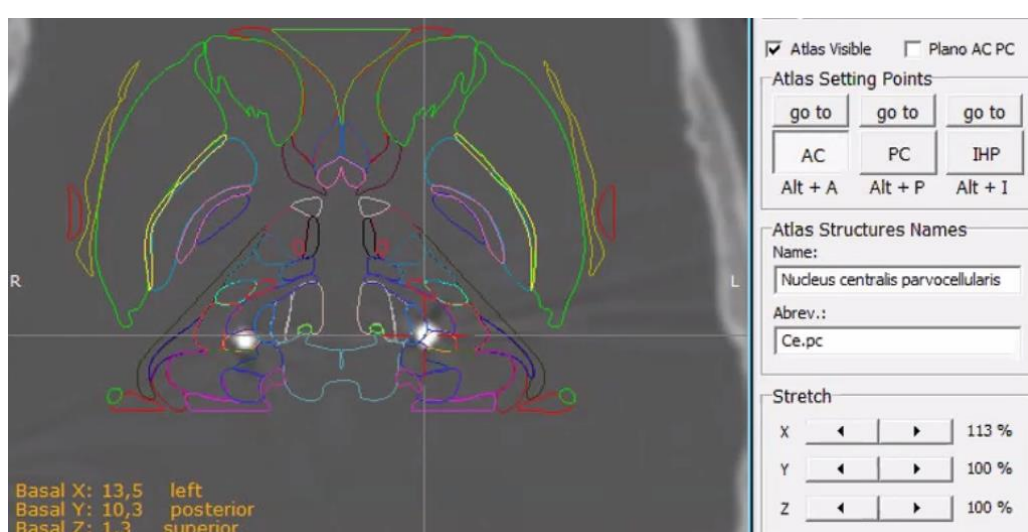 Atlas Visible Plano AC PC
Atlas Setting Points
go to go to go to
AC PC IHP
Alt + A Alt + P Alt + I
Atlas Structures Names
Name:
Nucleus centralis parvocellularis
Abrev.:
Ce.pc
Stretch
X 113 %
Y 100 %
Z 100 %
R
L
Basal X: 13,5 left
Basal Y: 10,3 posterior
Basal Z: 1,3 superior